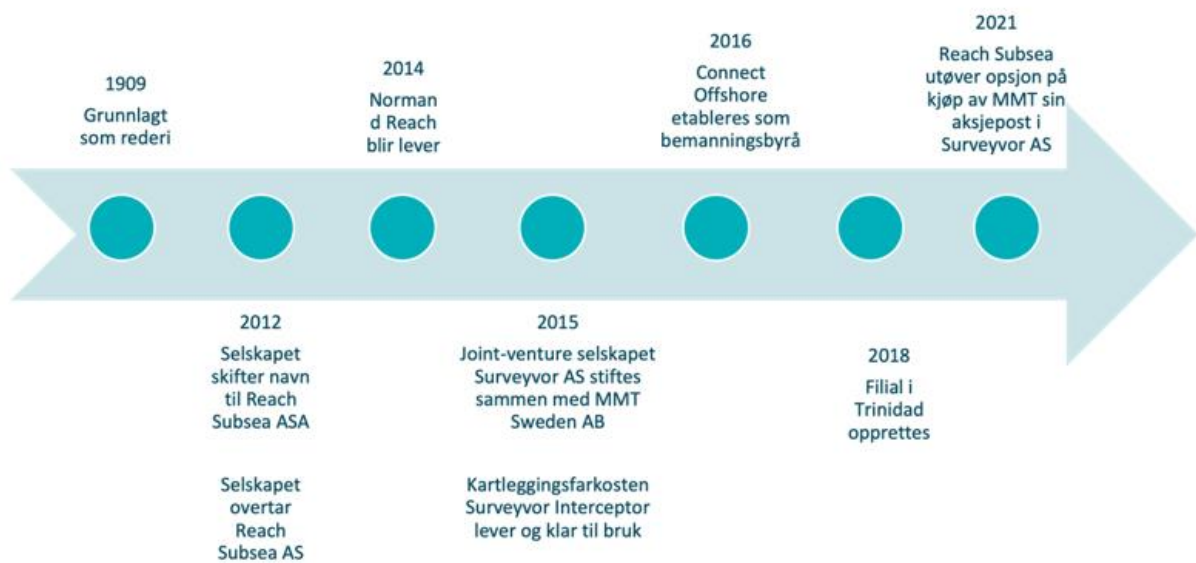 1909
Grunnlagt
som rederi
2012
Selskapet
skifter navn
til Reach
Subsea ASA
Selskapet
overtar
Reach
Subsea AS
2014
Norman
d Reach
blir lever
2015
Joint-venture selskapet
Surveyvor AS stiftes
sammen med MMT
Sweden AB
Kartleggingsfarkosten
Surveyvor Interceptor
lever og klar til bruk
2016
Connect
Offshore
etableres som
bemanningsbyrå
2018
Filial i
Trinidad
opprettes
2021
Reach Subsea
utøver opsjon på
kjøp av MMT sin
aksjepost i
Surveyvor AS